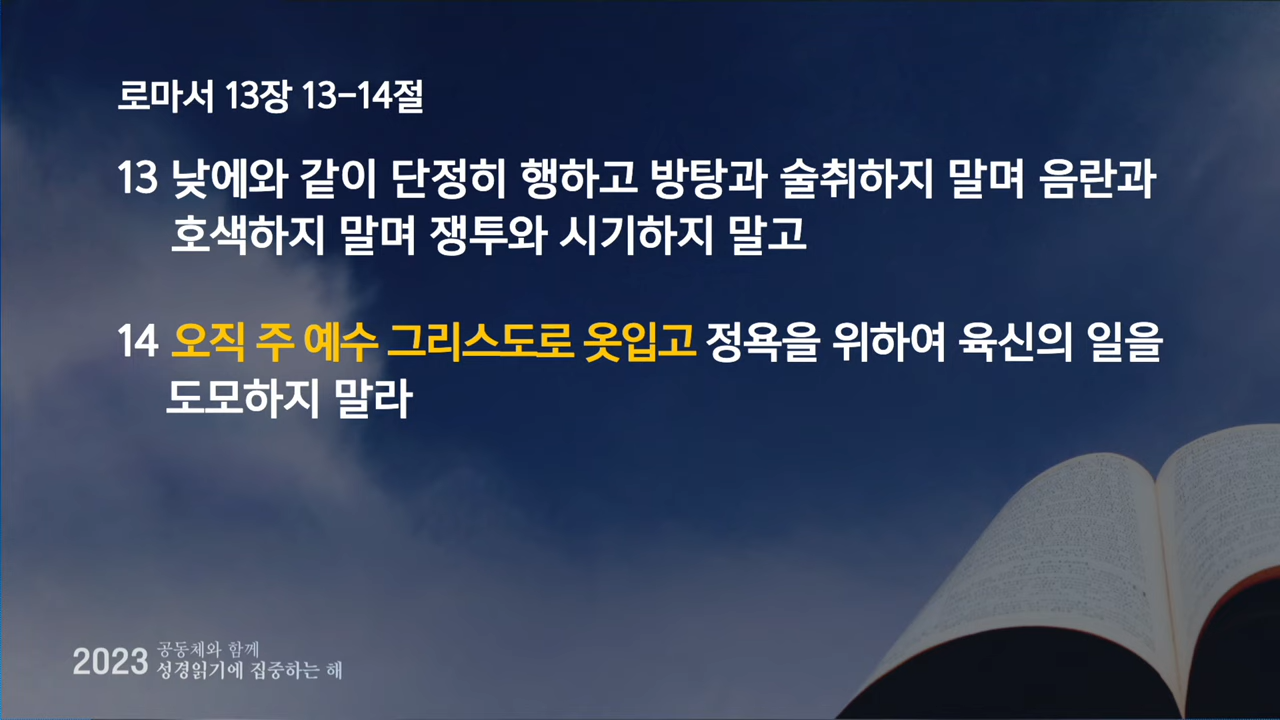 로마서 13장 13-14절
13 낮에와 같이 단정히 행하고 방탕과 술취하지 말며 음란과
호색하지 말며 쟁투와 시기하지 말고
14 오직 주 예수 그리스도로 옷입고 정욕을 위하여 육신의 일을
도모하지 말라
2023 공동체와 함께
성경읽기에 집중하는 해